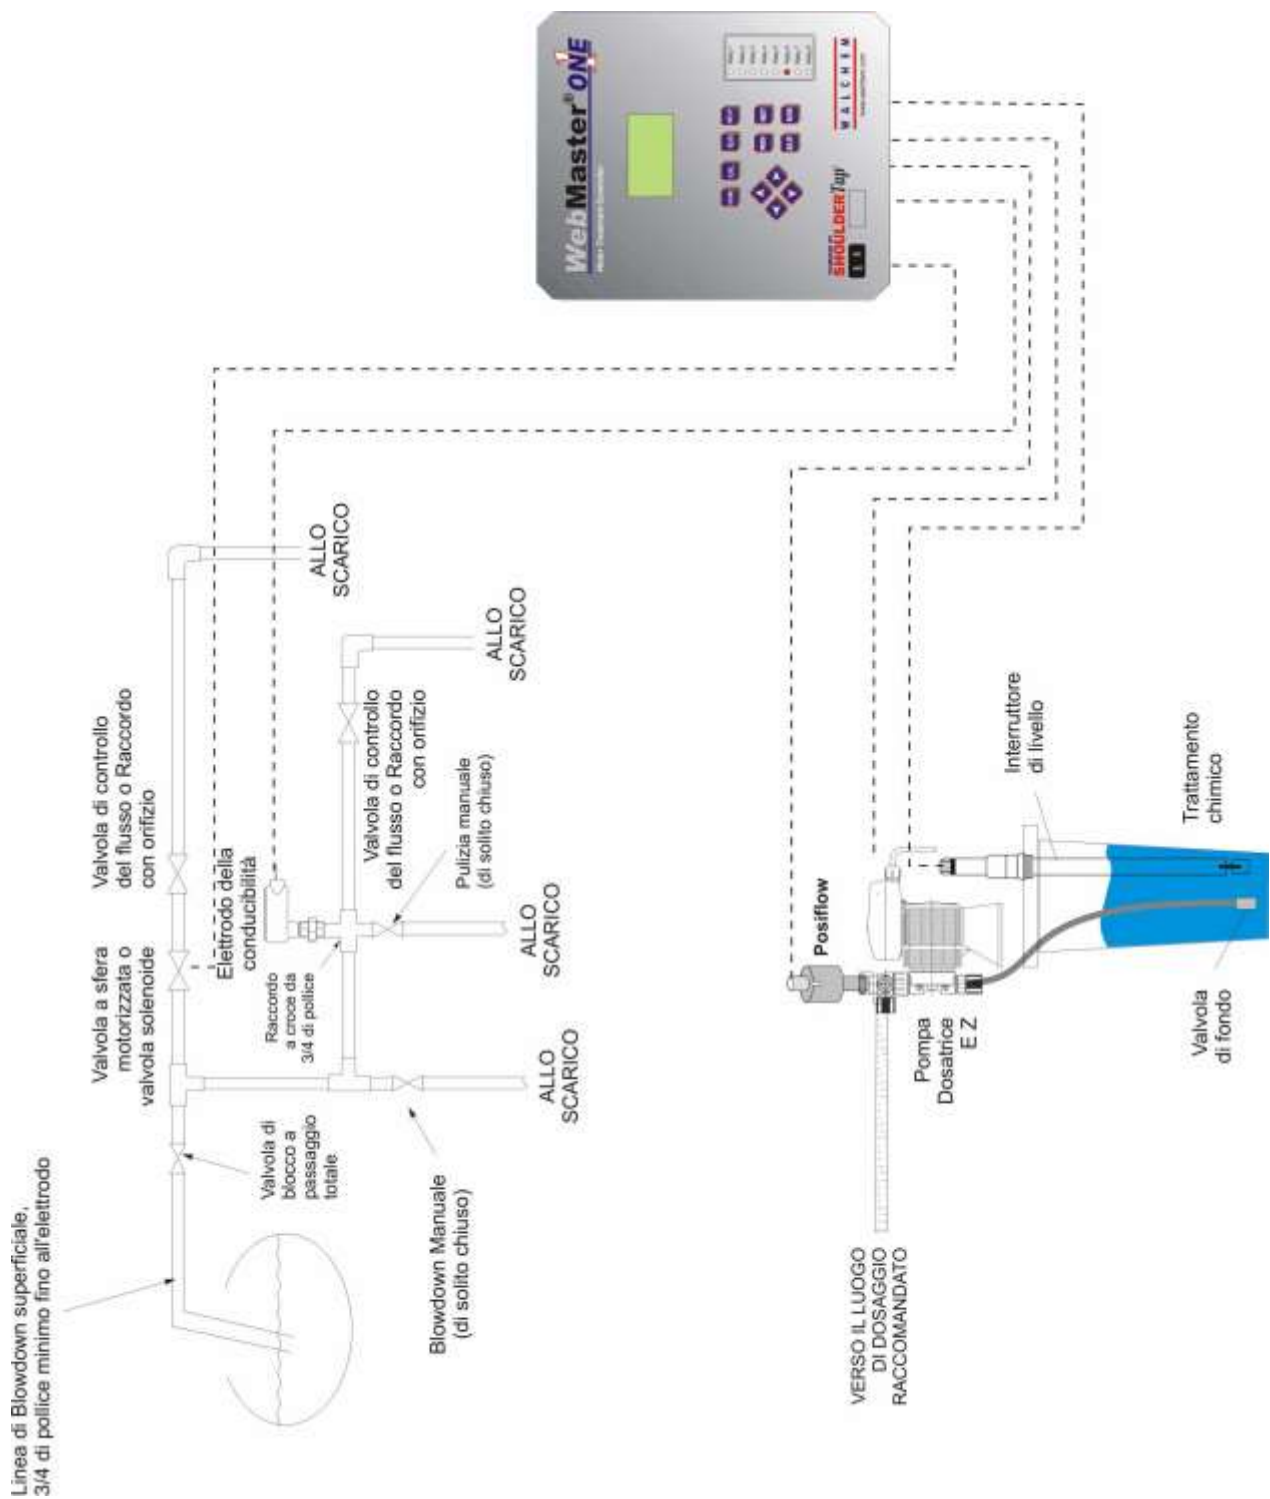 Linea di Blowdown superficiale,
3/4 di pollice minimo fino all'elettrodo
Valvola di
blocco a
passaggio
totale
Valvola a sfera
motorizzata o
valvola solenoide
Valvola di controllo
del flusso o Raccordo
con orifizio
ALLO
SCARICO
Elettrodo della
conducibilità
Raccordo
a croce da
3/4 di pollice
Valvola di controllo
del flusso o Raccordo
con orifizio
ALLO
SCARICO
Pulizia manuale
(di solito chiuso)
ALLO
SCARICO
Blowdown Manuale
(di solito chiuso)
ALLO
SCARICO
WebMaster® ONE
1
SHOULDERTap
WALCHEM
VERSO IL LUOGO
DI DOSAGGIO
RACCOMANDATO
Posiflow
Pompa
Dosatrice
E Z
Interruttore
di livello
Valvola
di fondo
Trattamento
chimico